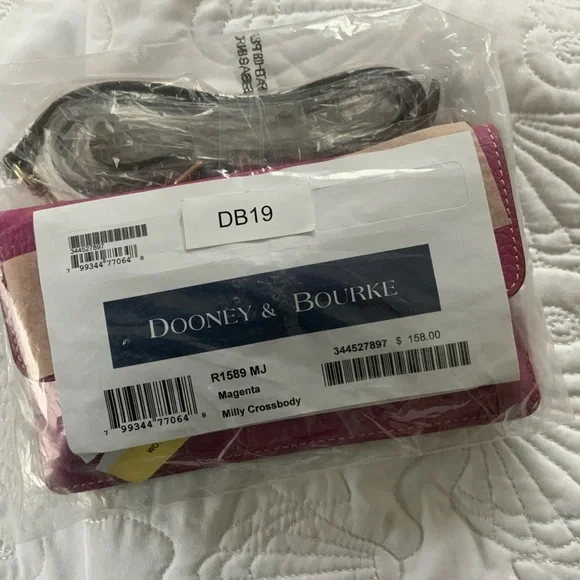 DB19
344527897
7 99344 77064 8
DOONEY & BOURKE
344527897 $ 158.00
R1589 MJ
Magenta
Milly Crossbody
7 99344 77064 8